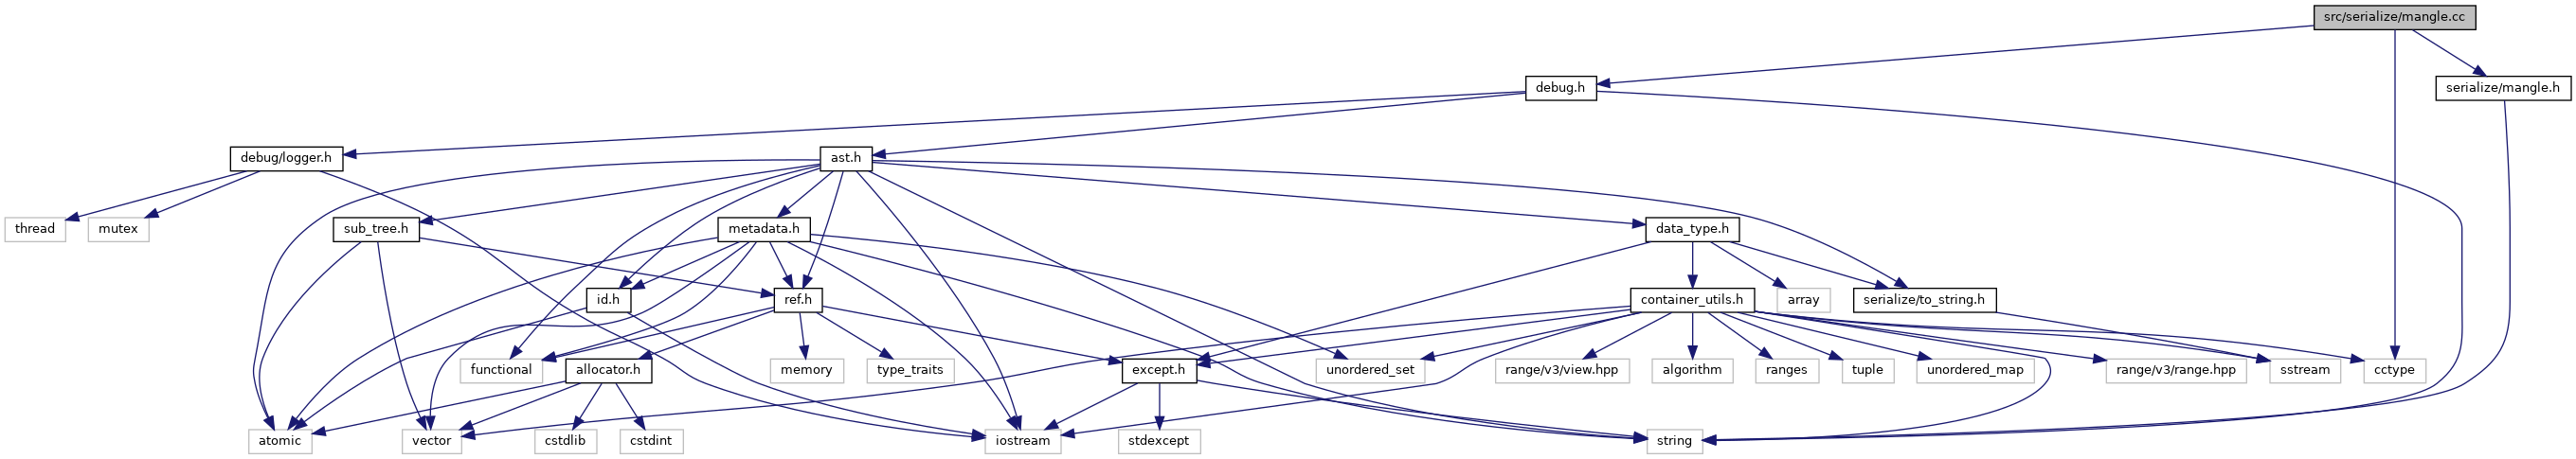 src/serialize/mangle.cc
debug.h
serialize/mangle.h
debug/logger.h
ast.h
thread
mutex
sub_tree.h
metadata.h
data_type.h
id.h
ref.h
container_utils.h
array
serialize/to_string.h
functional
allocator.h
memory
type_traits
except.h
unordered_set
range/v3/view.hpp
algorithm
ranges
tuple
unordered_map
range/v3/range.hpp
sstream
cctype
atomic
vector
cstdlib
cstdint
iostream
stdexcept
string